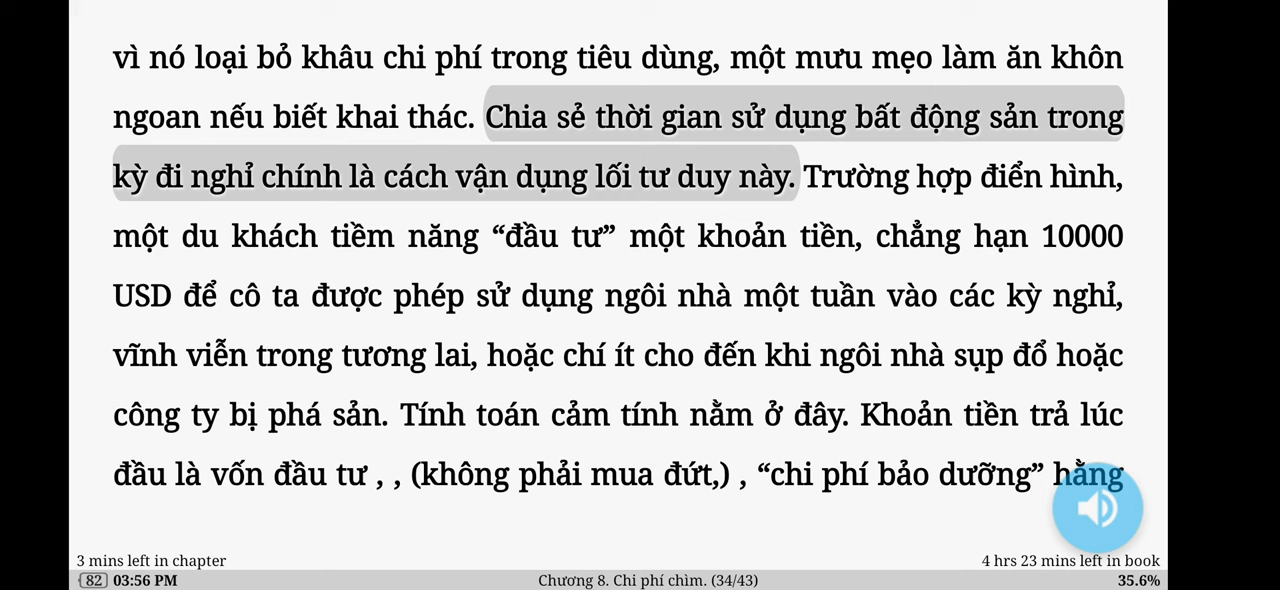 vì nó loại bỏ khâu chi phí trong tiêu dùng, một mưu mẹo làm ăn khôn
ngoan nếu biết khai thác. Chia sẻ thời gian sử dụng bất động sản trong
kỳ đi nghỉ chính là cách vận dụng lối tư duy này. Trường hợp điển hình,
một du khách tiềm năng “đầu tư” một khoản tiền, chẳng hạn 10000
USD để cô ta được phép sử dụng ngôi nhà một tuần vào các kỳ nghỉ,
vĩnh viễn trong tương lai, hoặc chí ít cho đến khi ngôi nhà sụp đổ hoặc
công ty bị phá sản. Tính toán cảm tính nằm ở đây. Khoản tiền trả lúc
đầu là vốn đầu tư , , (không phải mua đứt,) , “chi phí bảo dưỡng” hằng
3 mins left in chapter
4 hrs 23 mins left in book
82 03:56 PM
Chương 8. Chi phí chìm. (34/43)
35.6%